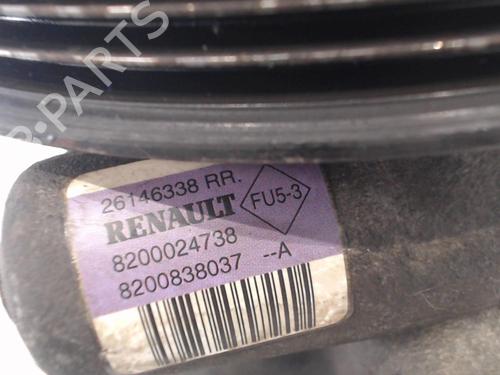 B-PARTS
26146338 RR.
RENAULT
FU5-3
8200024738
8200838037 --A